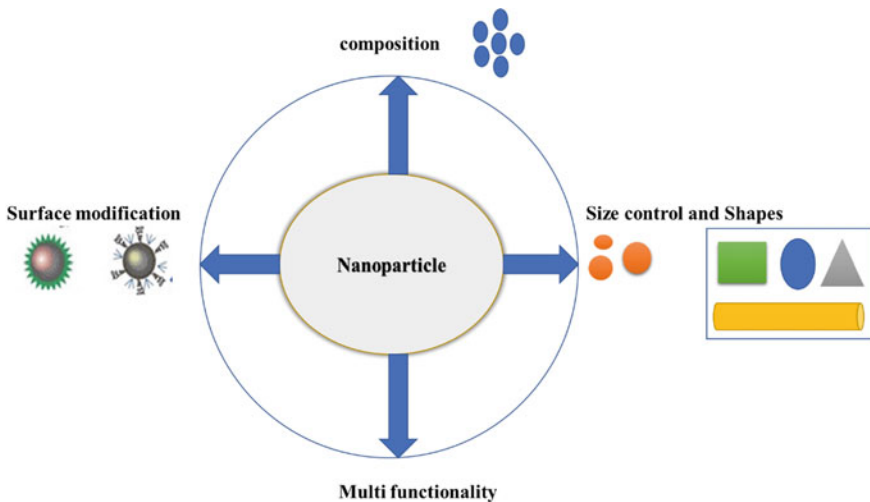 composition
Surface modification
Size control and Shapes
Nanoparticle
Multi functionality